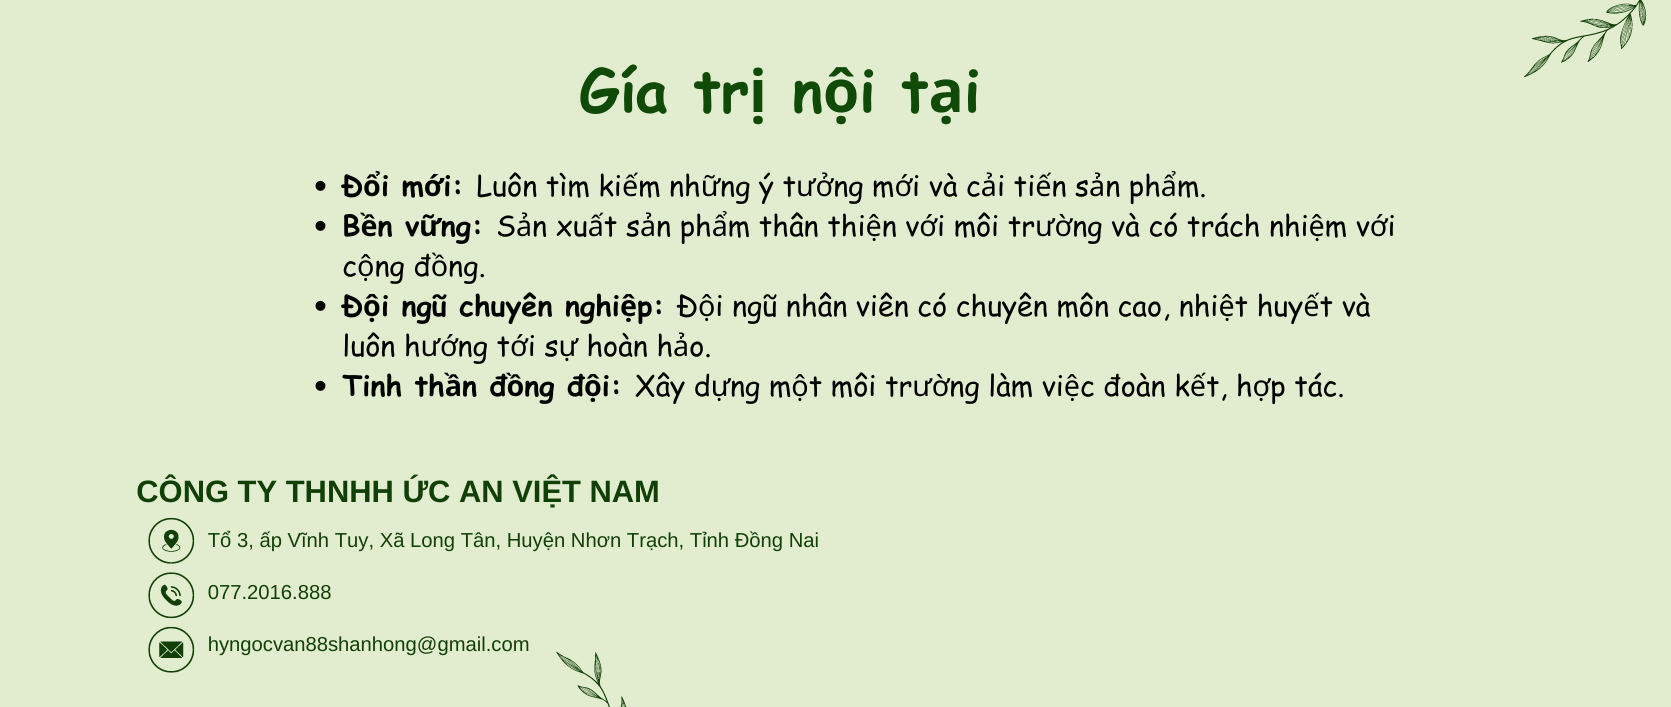 Gía trị nội tại
• Đổi mới: Luôn tìm kiếm những ý tưởng mới và cải tiến sản phẩm.
• Bền vững: Sản xuất sản phẩm thân thiện với môi trường và có trách nhiệm với
cộng đồng.
• Đội ngũ chuyên nghiệp: Đội ngũ nhân viên có chuyên môn cao, nhiệt huyết và
luôn hướng tới sự hoàn hảo.
• Tinh thần đồng đội: Xây dựng một môi trường làm việc đoàn kết, hợp tác.
CÔNG TY THNHH ỨC AN VIỆT NAM
Tổ 3, ấp Vĩnh Tuy, Xã Long Tân, Huyện Nhơn Trạch, Tỉnh Đồng Nai
077.2016.888
hyngocvan88shanhong@gmail.com